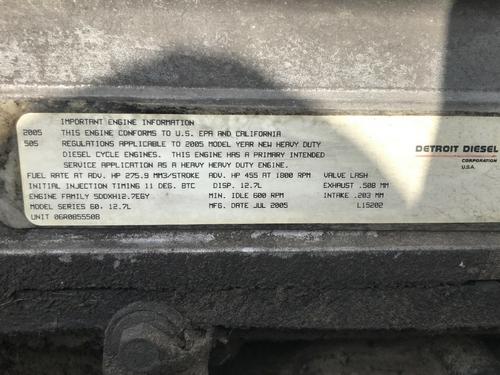 IMPORTANT ENGINE INFORMATION
2005 THIS ENGINE CONFORMS TO U.S. EPA AND CALIFORNIA
50S REGULATIONS APPLICABLE TO 2005 MODEL YEAR NEW HEAVY DUTY
DIESEL CYCLE ENGINES. THIS ENGINE HAS A PRIMARY INTENDED
SERVICE APPLICATION AS A HEAVY HEAVY DUTY ENGINE.
FUEL RATE AT ADV. HP 275.9 MM3/STROKE ADV. HP 455 AT 1800 RPM VALVE LASH
INITIAL INJECTION TIMING 11 DEG. BTC DISP. 12.7L EXHAUST .508 MM
ENGINE FAMILY 5DDXH12.7EGY MIN. IDLE 600 RPM INTAKE .203 MM
MODEL SERIES 60, 12.7L MFG. DATE JUL 2005 L15202
UNIT 06R0855508
DETROIT DIESEL
CORPORATION
U.S.A.